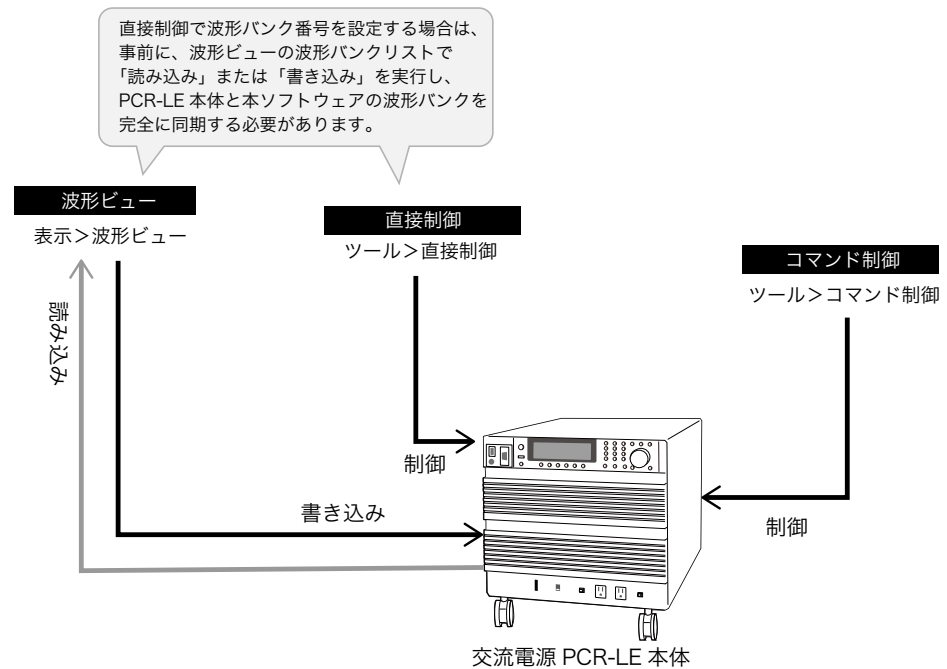 直接制御で波形バンク番号を設定する場合は、
事前に、波形ビューの波形バンクリストで
「読み込み」または「書き込み」を実行し、
PCR-LE 本体と本ソフトウェアの波形バンクを
完全に同期する必要があります。
波形ビュー
表示＞波形ビュー
直接制御
ツール＞直接制御
コマンド制御
ツール＞コマンド制御
読み込み
制御
書き込み
制御
交流電源 PCR-LE 本体